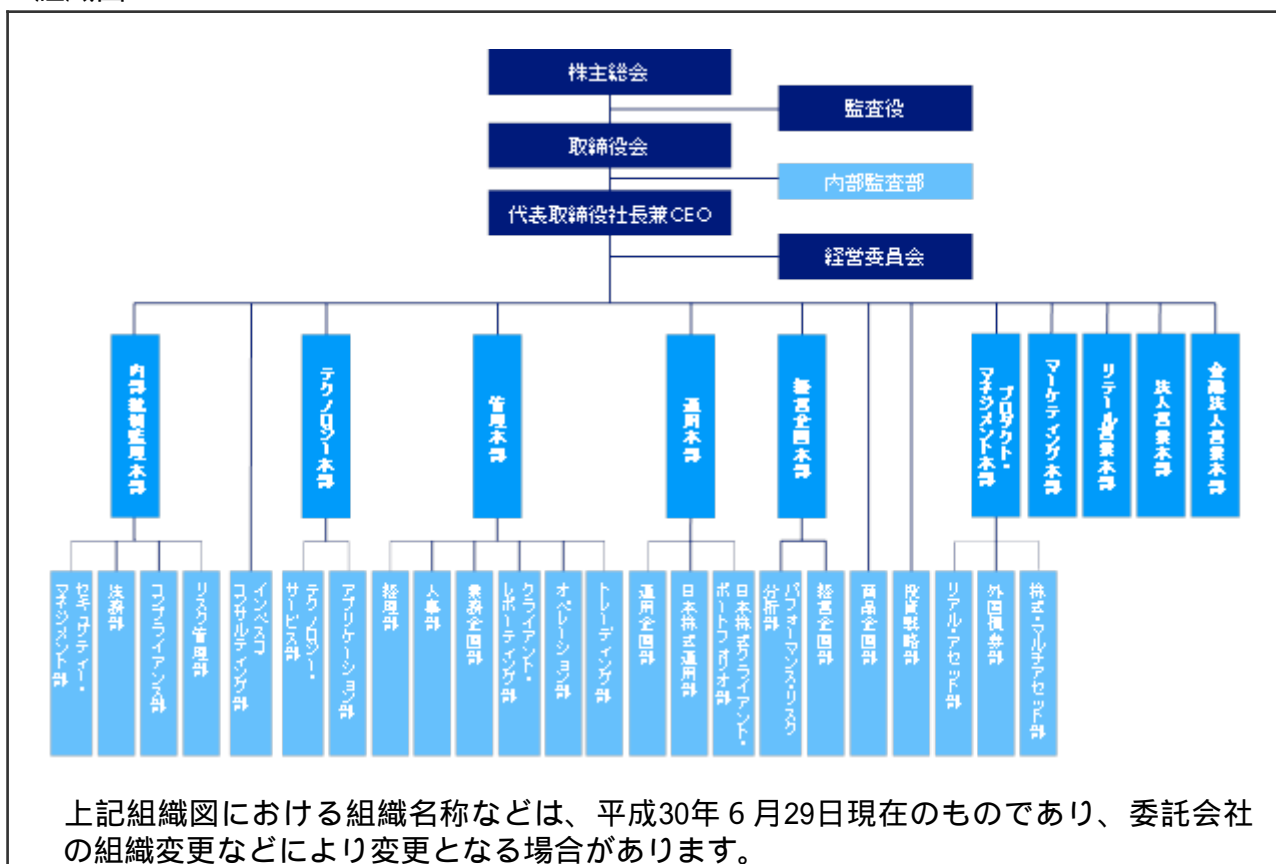 株主総会
監査役
取締役会
内部監査部
代表取締役社長兼CEO
経営委員会
内部統制監理本部
テクノロジー本部
管理本部
運用本部
経営企画本部
プロダクト・
マネジメント本部
マーケティング本部
リテール営業本部
法人営業本部
金融法人営業本部
セキュリティー・
マネジメント部
法務部
コンプライアンス部
リスク管理部
インベスコ
コンサルティング部
テクノロジー・
サービス部
アプリケーション部
経理部
人事部
業務企画部
クライアント・
レポーティング部
オペレーション部
トレーディング部
運用企画部
日本株式運用部
日本株式クライアント・
ポートフォリオ部
パフォーマンス・リスク
分析部
経営企画部
商品企画部
投資戦略部
リアル・アセット部
外国債券部
株式・マルチアセット部
上記組織図における組織名称などは、平成30年6月29日現在のものであり、委託会社
の組織変更などにより変更となる場合があります。